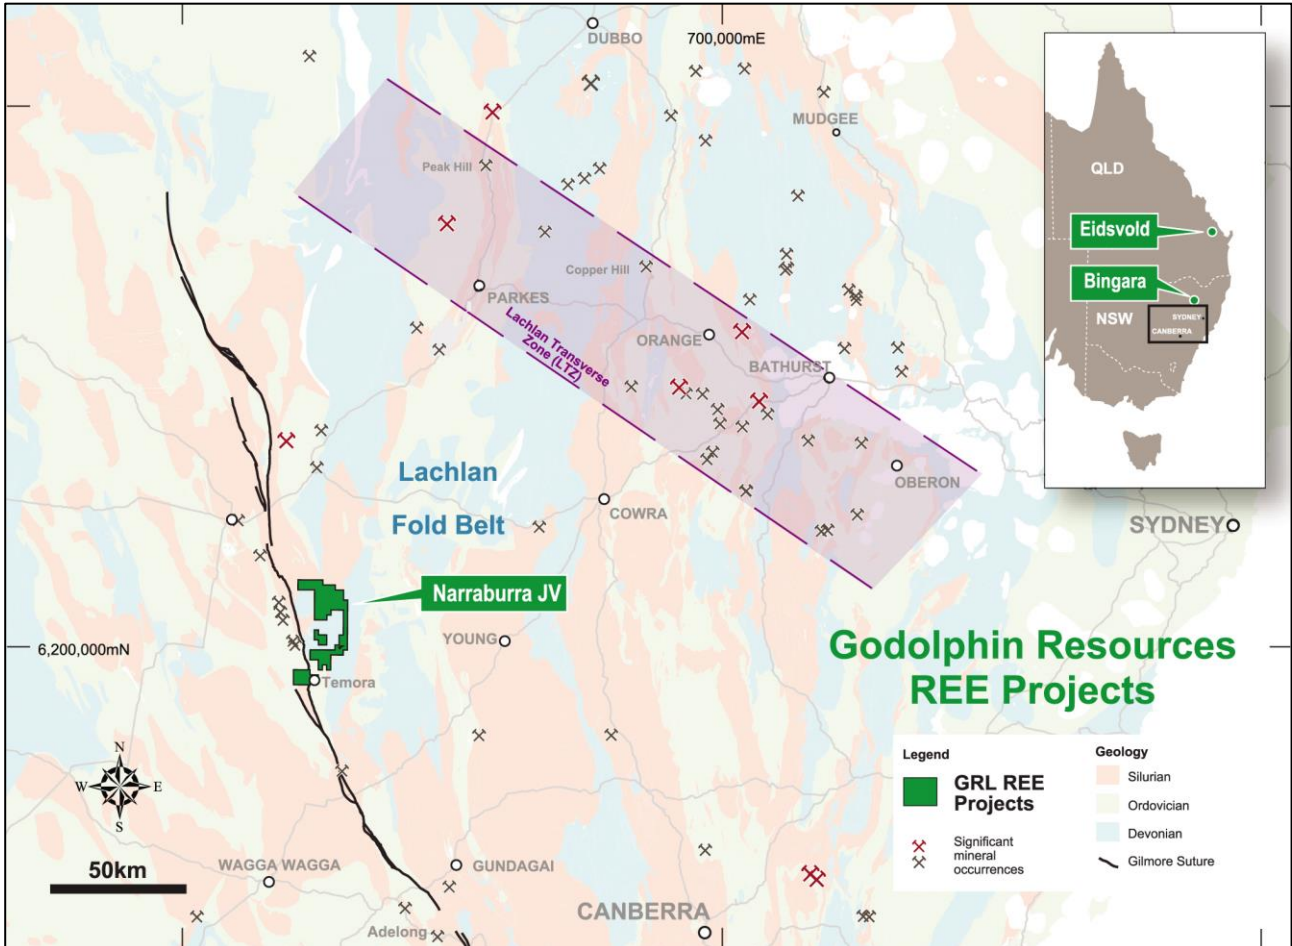 DUBBO
700,000mE
MUDGEE
Peak Hill
Copper Hill
PARKES
Lachlan Transverse
Zone (LTZ)
ORANGE
BATHURST
OBERON
Lachlan
Fold Belt
COWRA
SYDNEY
Narraburra JV
YOUNG
6,200,000mN
Temora
QLD
Eidsvold
Bingara
NSW
SYDNEY
CANBERRA
Godolphin Resources
REE Projects
N
W
E
S
50km
WAGGA WAGGA
GUNDAGAI
CANBERRA
Adelong
Legend
GRL REE
Projects
Significant
mineral
occurrences
Geology
Silurian
Ordovician
Devonian
Gilmore Suture